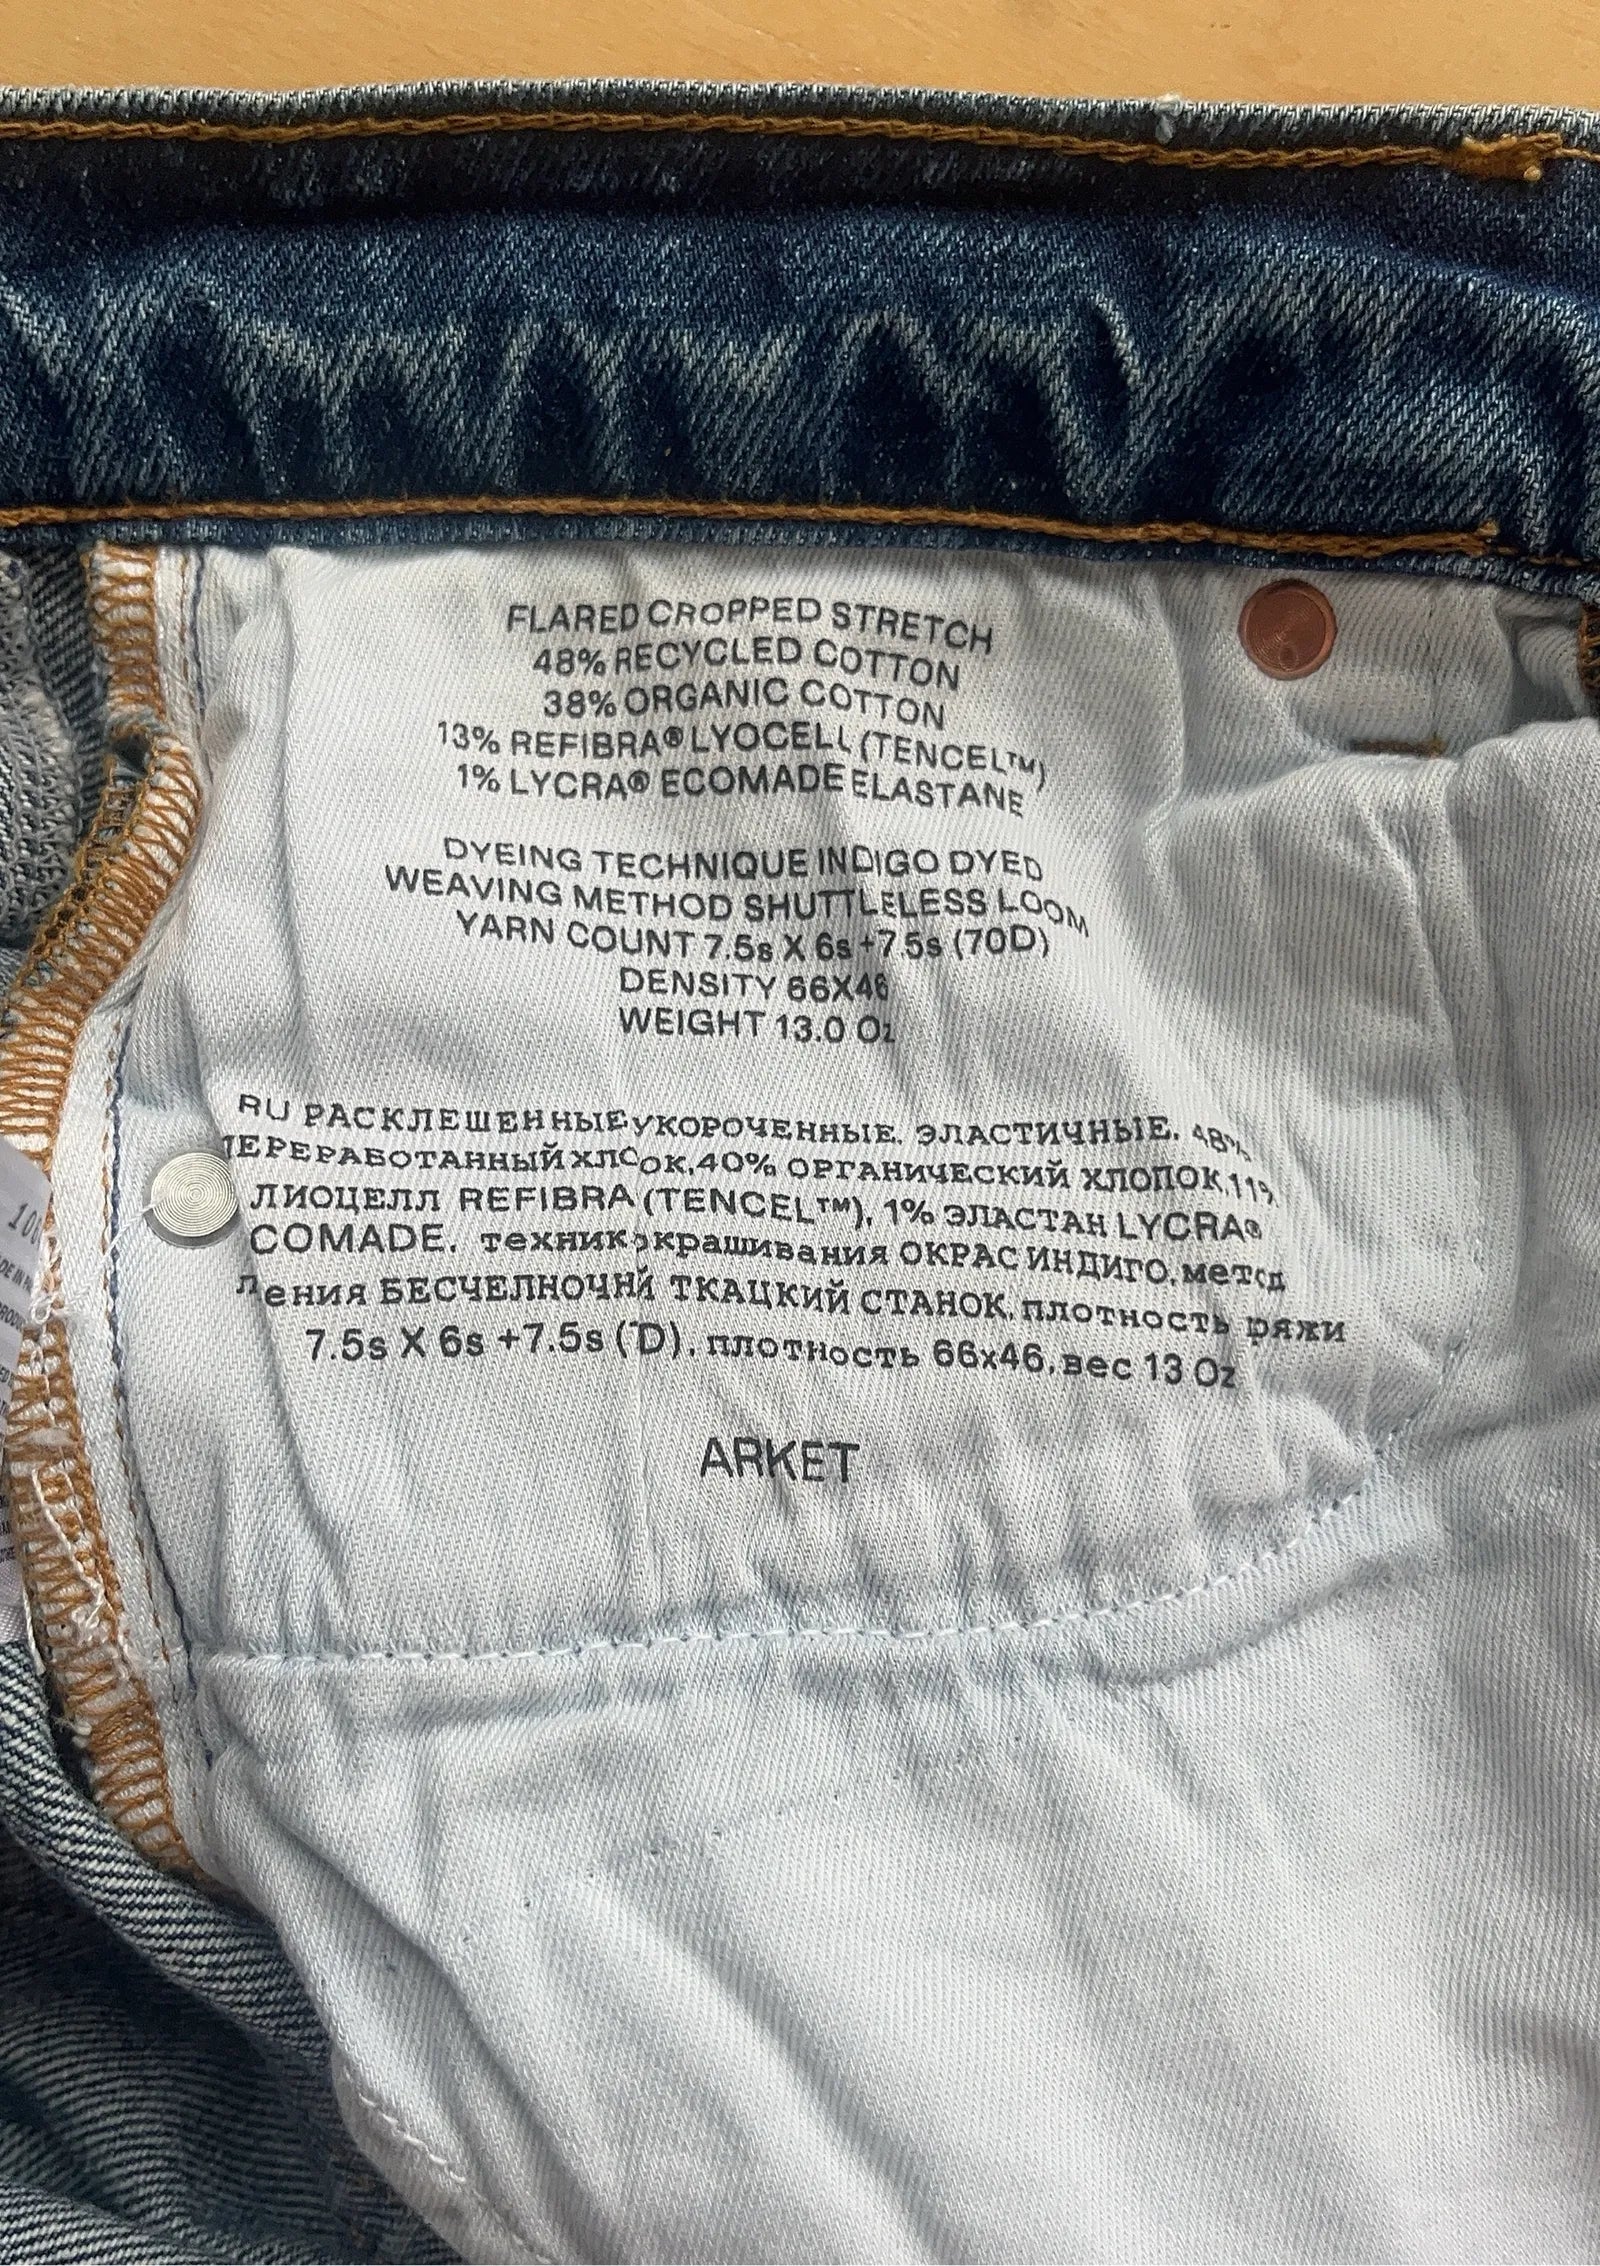 FLARED CROPPED STRETCH
48% RECYCLED COTTON
38% ORGANIC COTTON
13% REFIBRA® LYOCELL (TENCEL™)
1% LYCRA® ECOMADE ELASTANE
DYEING TECHNIQUE INDIGO DYED
WEAVING METHOD SHUTTLELESS LOOM
YARN COUNT 7.5s X 6s +7.5s (70D)
DENSITY 66X46
WEIGHT 13.0 Oz
RU РАСКЛЕШЕННЫЕ УКОРОЧЕННЫЕ. ЭЛАСТИЧНЫЕ. 48%
ПЕРЕРАБОТАННЫЙ ХЛОПОК, 40% ОРГАНИЧЕСКИЙ ХЛОПОК, 11%
ЛИОЦЕЛЛ REFIBRA (TENCEL™), 1% ЭЛАСТАН LYCRA®
COMADE. техника крашивания ОКРАС ИНДИГО, метод
ления БЕСЧЕЛНОЧНЙ ТКАЦКИЙ СТАНОК, плотность ряжи
7.5s X 6s +7.5s ( D), плотность 66x46, вес 13 Oz
ARKET
100